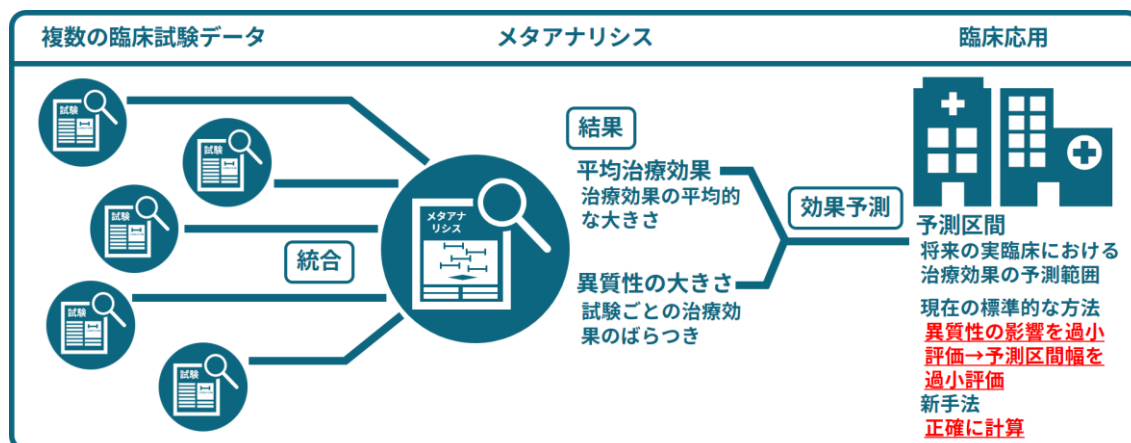 複数の臨床試験データ
メタアナリシス
臨床応用
試験
試験
試験
試験
試験
統合
メタアナ
リシス
結果
平均治療効果
治療効果の平均的
な大きさ
異質性の大きさ
試験ごとの治療効
果のばらつき
効果予測
予測区間
将来の実臨床における
治療効果の予測範囲
現在の標準的な方法
異質性の影響を過小
評価→予測区間幅を
過小評価
新手法
正確に計算